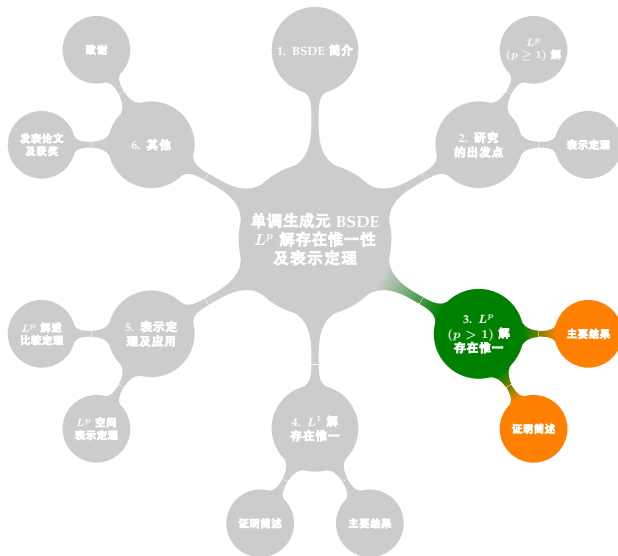 单调生成元 BSDE
L^p 解存在惟一性
及表示定理
1. BSDE 简介
2. 研究
的出发点
L^p
(p ≥ 1) 解
表示定理
3. L^p
(p > 1) 解
存在惟一
主要结果
证明简述
4. L^1 解
存在惟一
主要结果
证明简述
5. 表示定
理及应用
L^p 空间
表示定理
L^p 解逆
比较定理
6. 其他
发表论文
及获奖
致谢